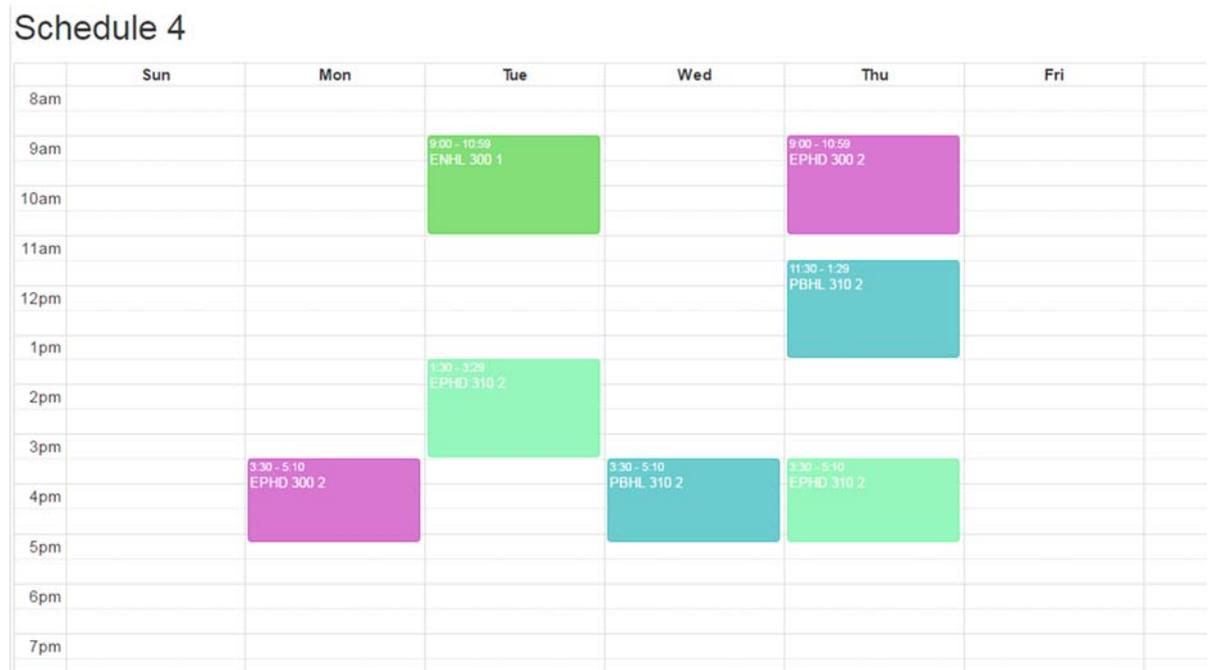 Schedule 4
Sun Mon Tue Wed Thu Fri
8am
9am
9:00 - 10:59
ENHL 300 1
9:00 - 10:59
EPHD 300 2
10am
11am
11:30 - 1:29
PBHL 310 2
12pm
1pm
1:30 - 3:29
EPHD 310 2
2pm
3pm
3:30 - 5:10
EPHD 300 2
3:30 - 5:10
PBHL 310 2
3:30 - 5:10
EPHD 310 2
4pm
5pm
6pm
7pm